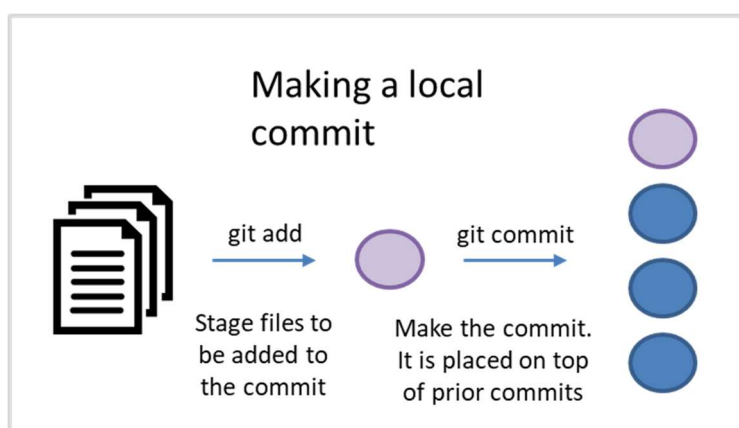 Making a local
commit
git add
git commit
Stage files to
be added to
the commit
Make the commit.
It is placed on top
of prior commits